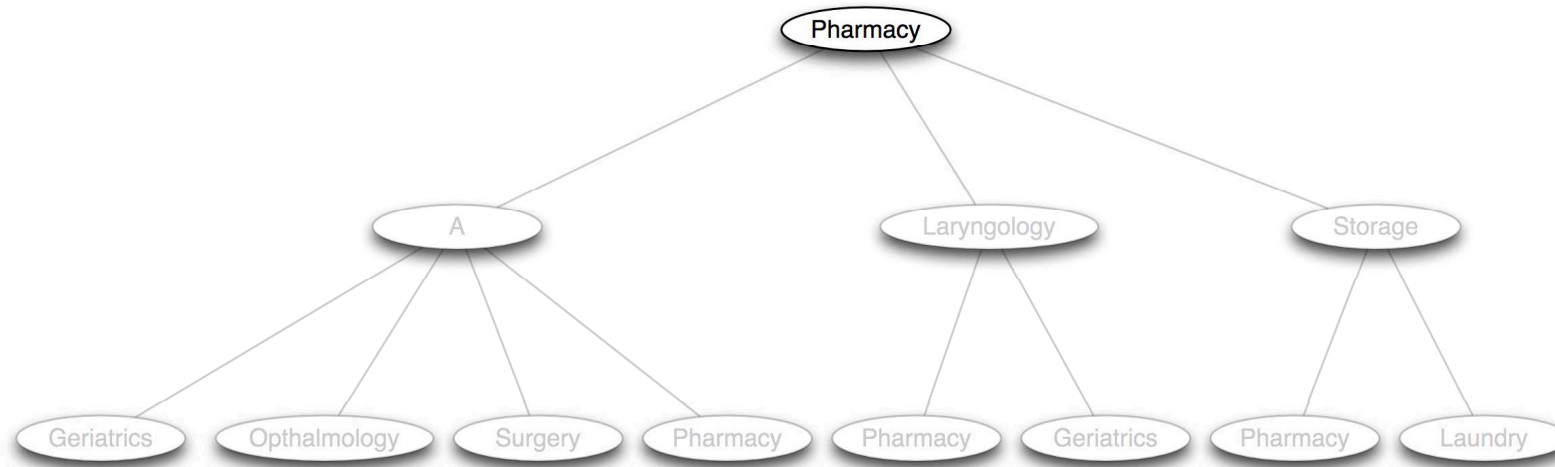 Pharmacy
A
Laryngology
Storage
Geriatrics
Opthalmology
Surgery
Pharmacy
Pharmacy
Geriatrics
Pharmacy
Laundry